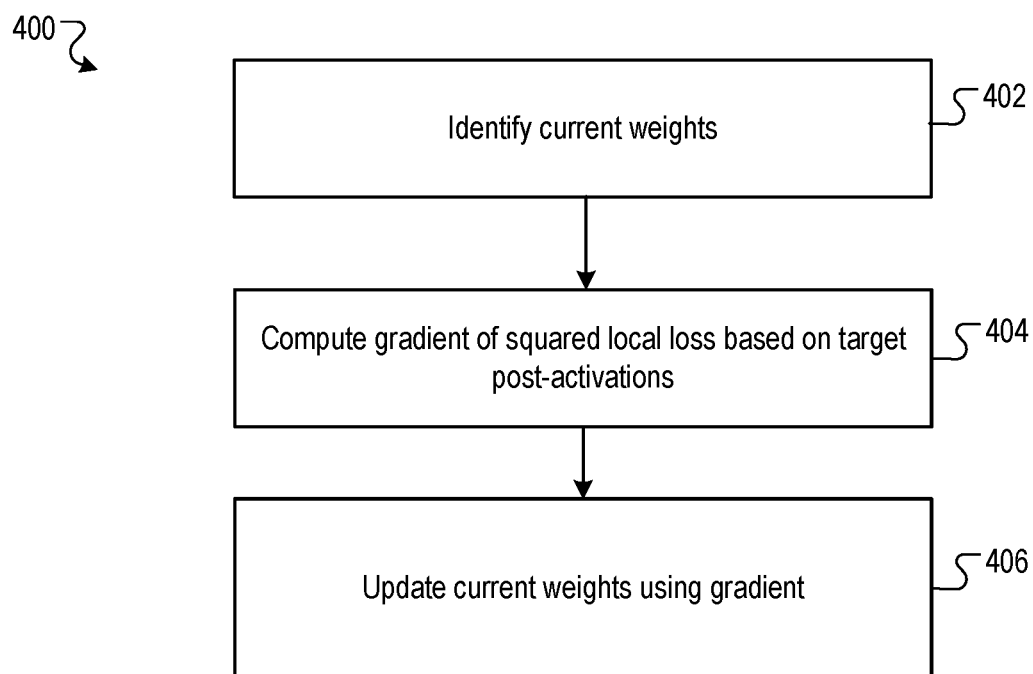 400
402
Identify current weights
Compute gradient of squared local loss based on target
post-activations
404
Update current weights using gradient
406